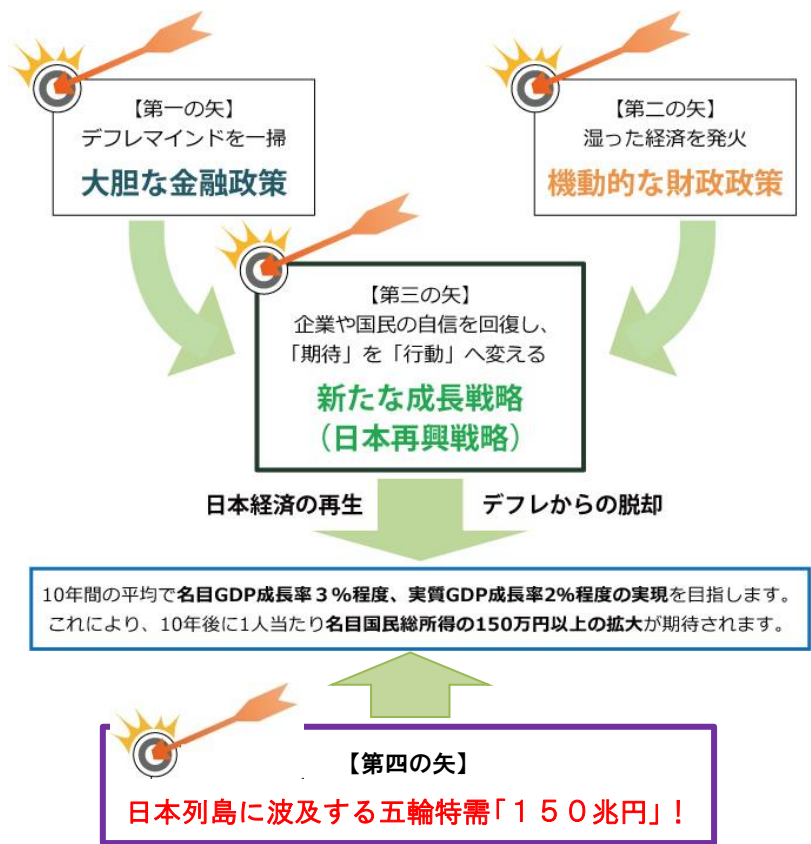 【第一の矢】
デフレマインドを一掃
大胆な金融政策
【第二の矢】
湿った経済を発火
機動的な財政政策
【第三の矢】
企業や国民の自信を回復し、
「期待」を「行動」へ変える
新たな成長戦略
（日本再興戦略）
日本経済の再生
デフレからの脱却
10年間の平均で名目GDP成長率３%程度、実質GDP成長率2%程度の実現を目指します。
これにより、10年後に1人当たり名目国民総所得の150万円以上の拡大が期待されます。
【第四の矢】
日本列島に波及する五輪特需「１５０兆円」！